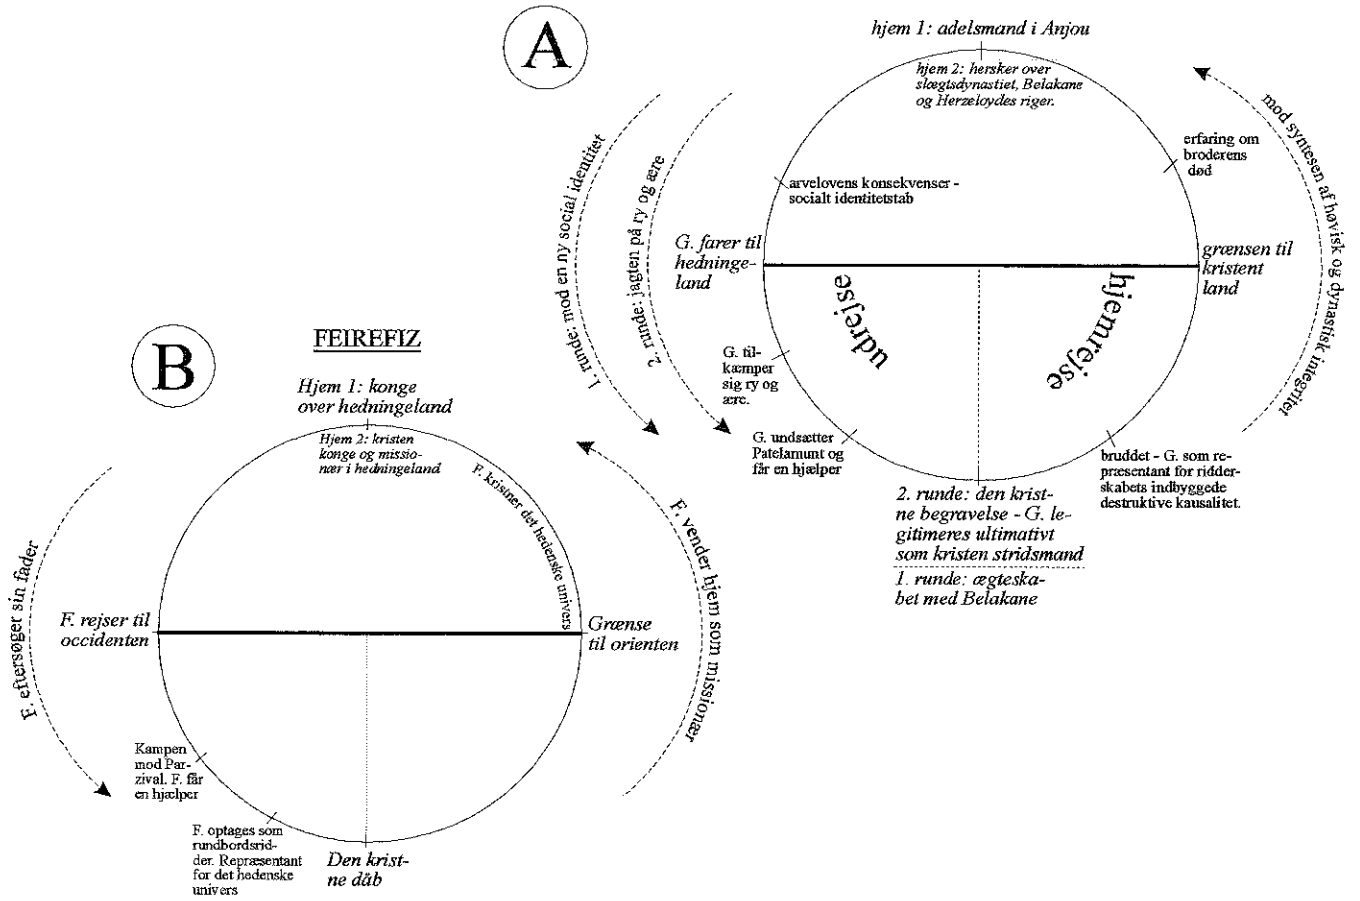 A
hjem 1: adelsmand i Anjou
hjem 2: hersker over
slægtsdynastiet, Belakane
og Herzeloydes riger.
erfaring om
broderens
død
mod syntesen af høvisk og dynastisk integritet
arvelovens konsekvenser -
socialt identitetstab
1. runde: mod en ny social identitet
2. runde: jagten på ry og ære
G. farer til
hedninge-
land
grænsen til
kristent
land
udrejse
hjemrejse
G. til-
kæmper
sig ry og
ære.
G. undsætter
Patelamunt og
får en hjælper
bruddet - G. som re-
præsentant for ridder-
skabets indbyggede
destruktive kausalitet.
2. runde: den krist-
ne begravelse - G. le-
gitimeres ultimativt
som kristen stridsmand
1. runde: ægteska-
bet med Belakane
B
FEIREFIZ
Hjem 1: konge
over hedningeland
Hjem 2: kristen
konge og missio-
nær i hedningeland
F. kristner det hedenske univers
F. eftersøger sin fader
F. vender hjem som missionær
F. rejser til
occidenten
Grænse
til orienten
Kampen
mod Par-
zival. F. får
en hjælper
F. optages som
rundbordsrid-
der. Repræsentant
for det hedenske
univers
Den krist-
ne dåb